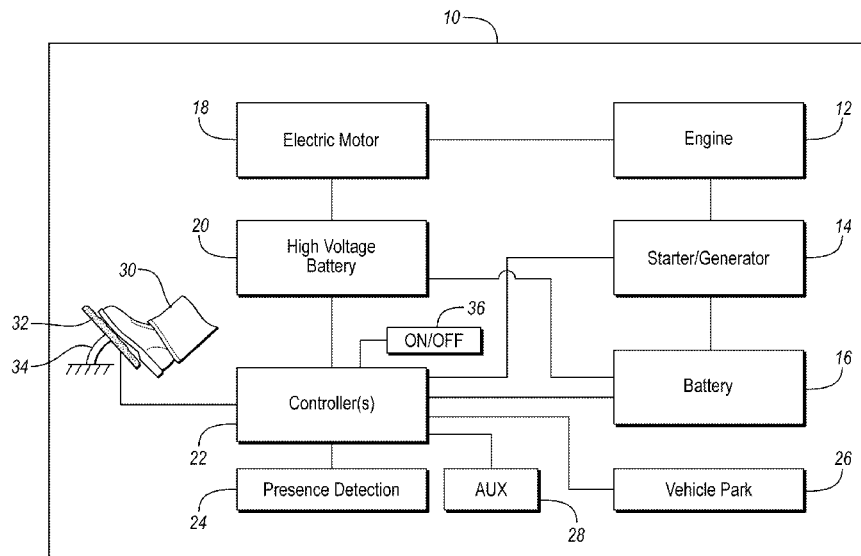 10
18
Electric Motor
Engine
12
20
High Voltage
Battery
Starter/Generator
14
30
32
34
36
ON/OFF
Controller(s)
22
Battery
16
24
Presence Detection
AUX
28
Vehicle Park
26